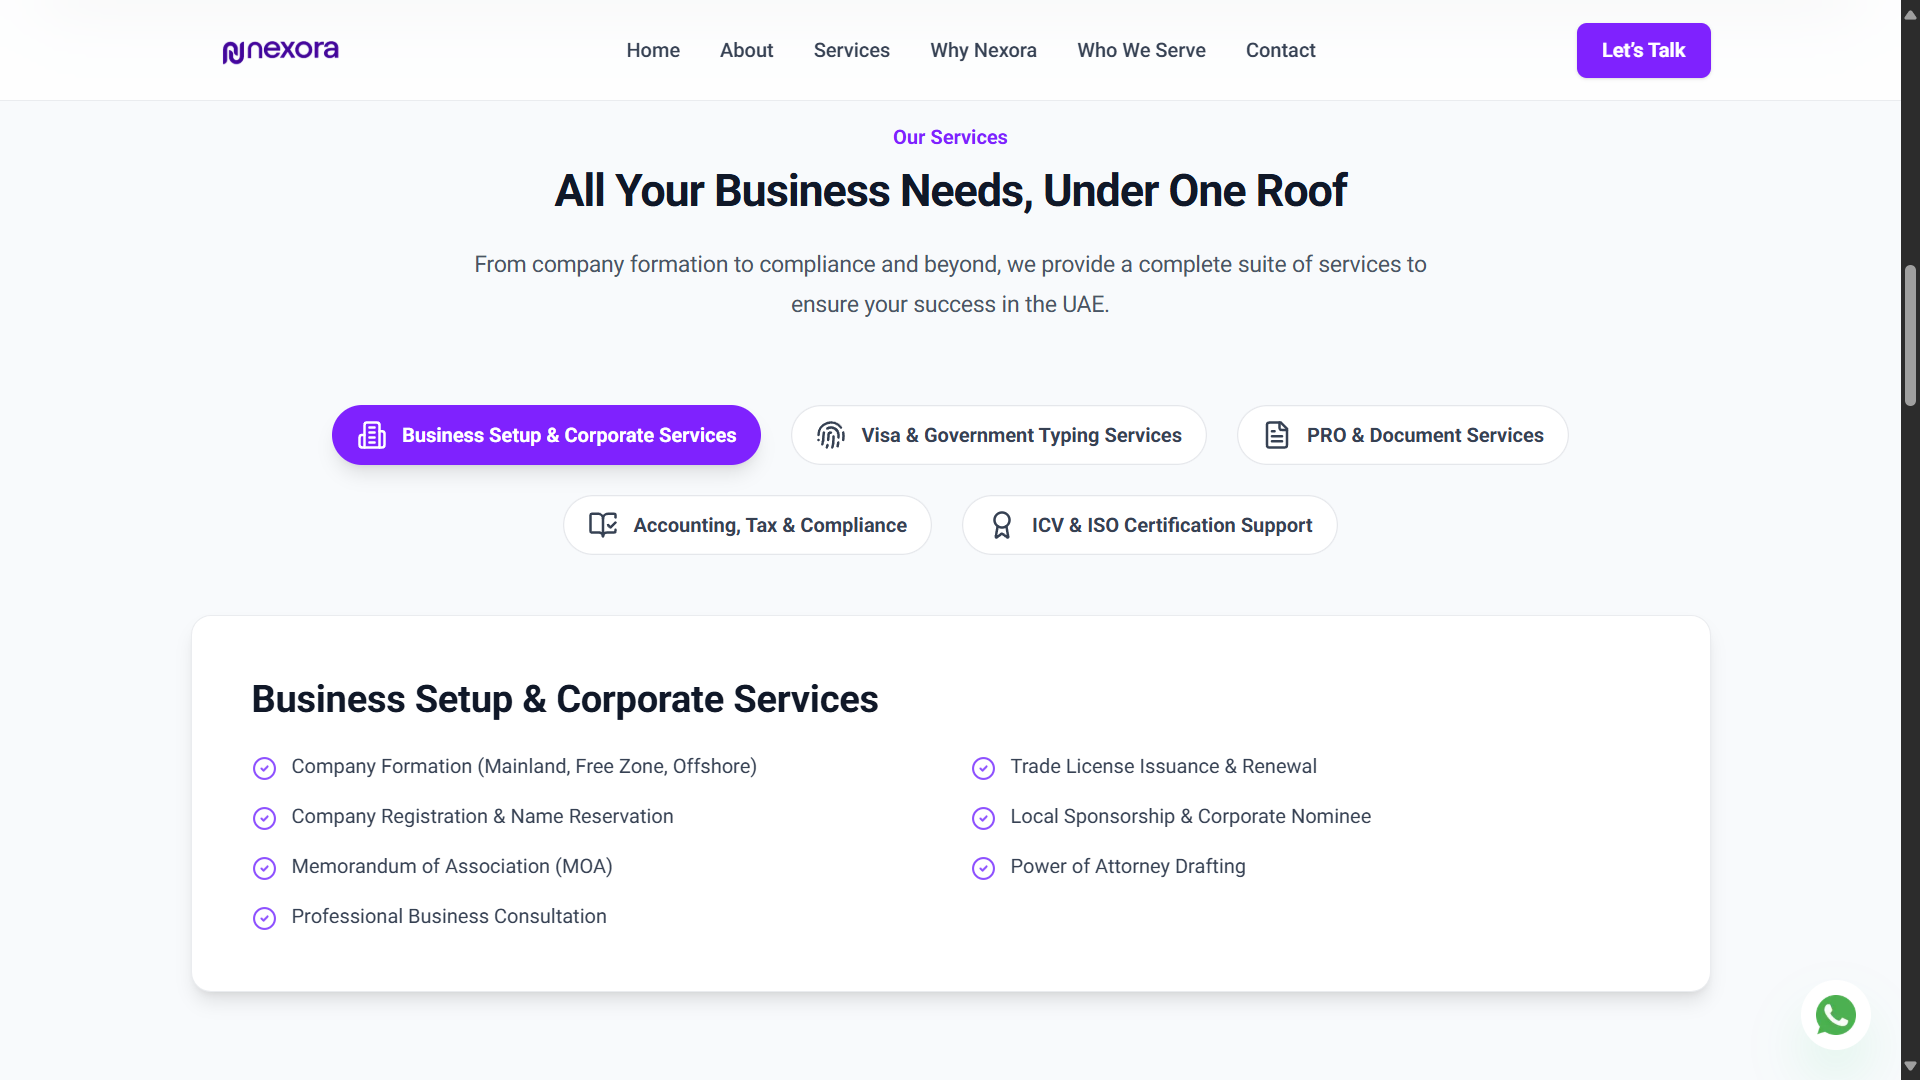 nexora
Home
About
Services
Why Nexora
Who We Serve
Contact
Let's Talk
Our Services
All Your Business Needs, Under One Roof
From company formation to compliance and beyond, we provide a complete suite of services to
ensure your success in the UAE.
Business Setup & Corporate Services
Visa & Government Typing Services
PRO & Document Services
Accounting, Tax & Compliance
ICV & ISO Certification Support
Business Setup & Corporate Services
Company Formation (Mainland, Free Zone, Offshore)
Trade License Issuance & Renewal
Company Registration & Name Reservation
Local Sponsorship & Corporate Nominee
Memorandum of Association (MOA)
Power of Attorney Drafting
Professional Business Consultation